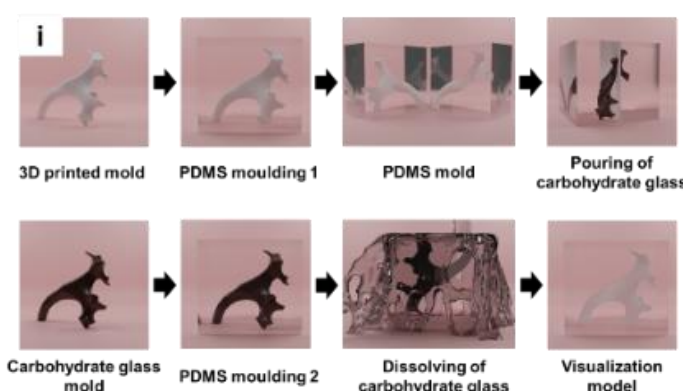 i
3D printed mold
PDMS moulding 1
PDMS mold
Pouring of
carbohydrate glass
Carbohydrate glass
mold
PDMS moulding 2
Dissolving of
carbohydrate glass
Visualization
model